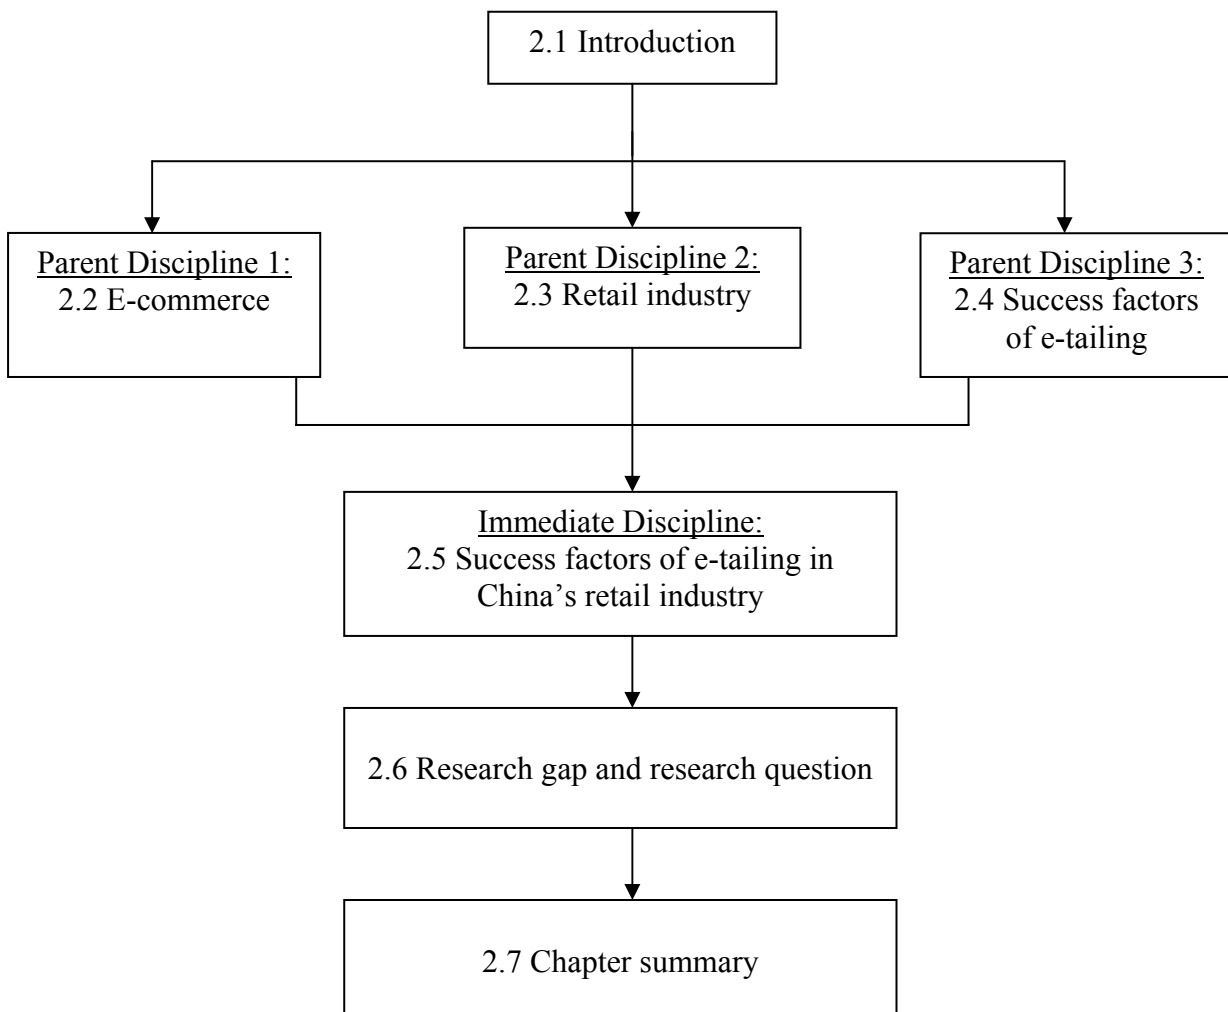 2.1 Introduction
Parent Discipline 1:
2.2 E-commerce
Parent Discipline 2:
2.3 Retail industry
Parent Discipline 3:
2.4 Success factors
of e-tailing
Immediate Discipline:
2.5 Success factors of e-tailing in
China’s retail industry
2.6 Research gap and research question
2.7 Chapter summary